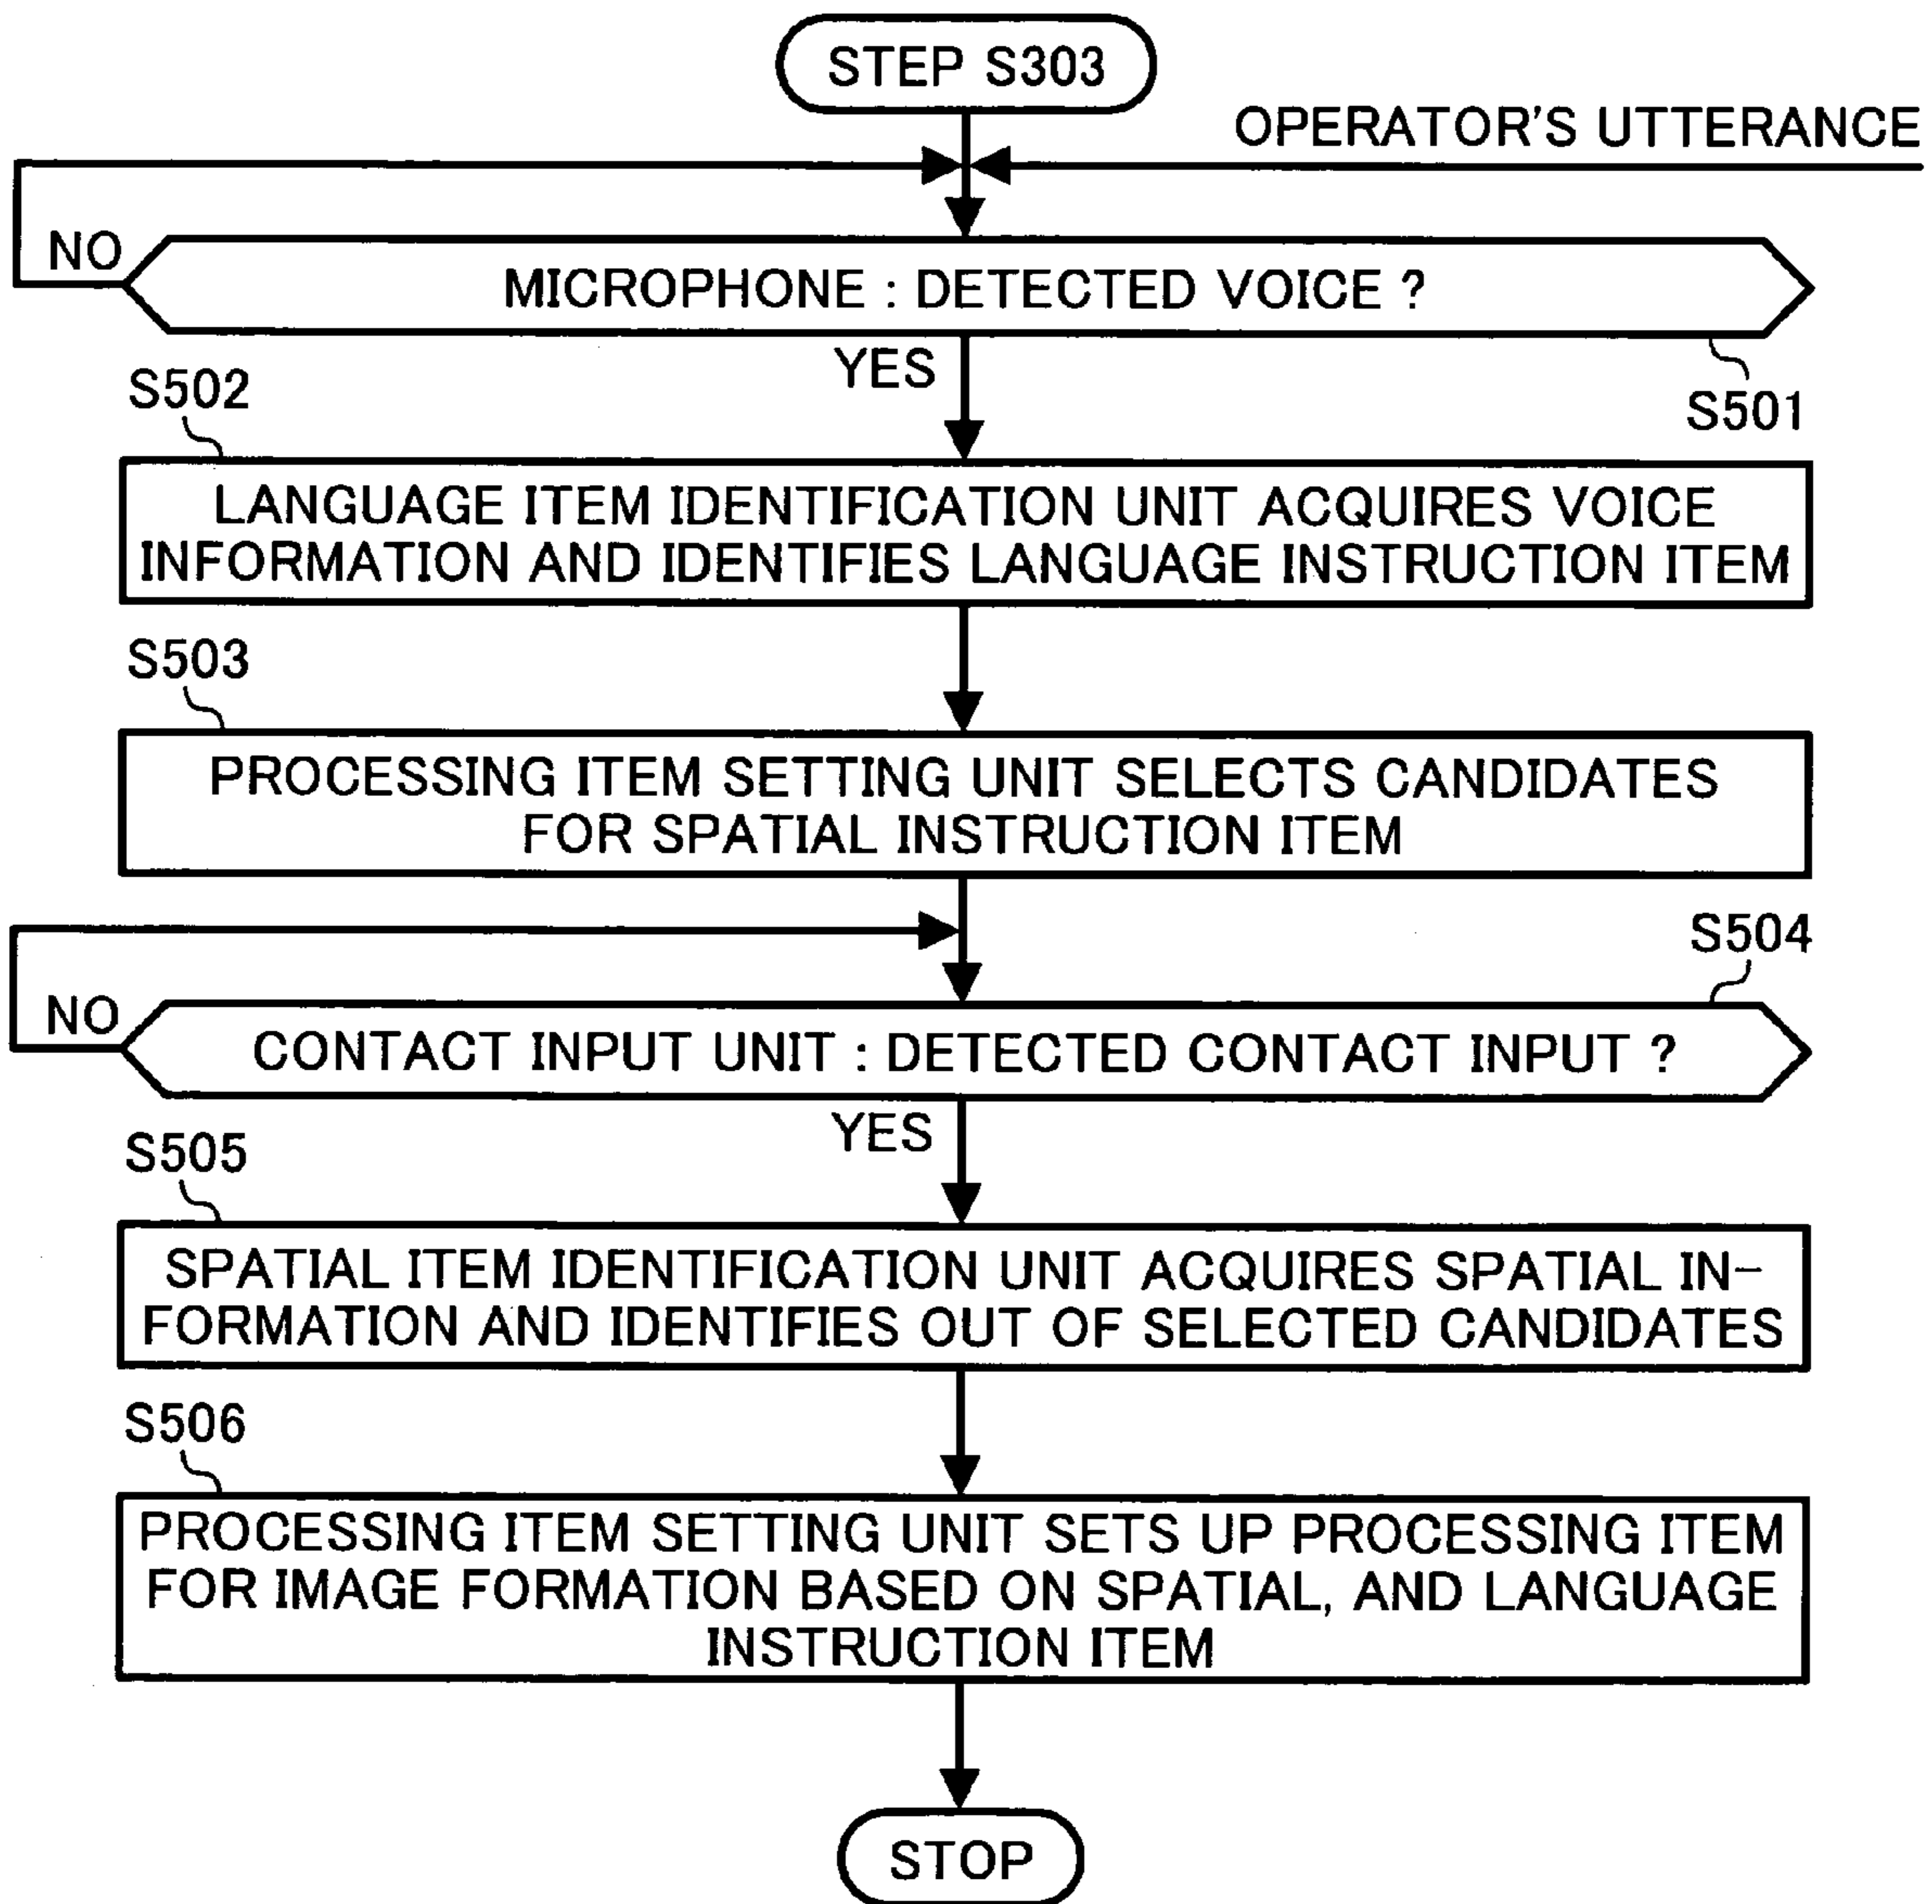 STEP S303
OPERATOR'S UTTERANCE
NO
MICROPHONE : DETECTED VOICE ?
YES
S501
S502
LANGUAGE ITEM IDENTIFICATION UNIT ACQUIRES VOICE
INFORMATION AND IDENTIFIES LANGUAGE INSTRUCTION ITEM
S503
PROCESSING ITEM SETTING UNIT SELECTS CANDIDATES
FOR SPATIAL INSTRUCTION ITEM
S504
NO
CONTACT INPUT UNIT : DETECTED CONTACT INPUT ?
YES
S505
SPATIAL ITEM IDENTIFICATION UNIT ACQUIRES SPATIAL IN-
FORMATION AND IDENTIFIES OUT OF SELECTED CANDIDATES
S506
PROCESSING ITEM SETTING UNIT SETS UP PROCESSING ITEM
FOR IMAGE FORMATION BASED ON SPATIAL, AND LANGUAGE
INSTRUCTION ITEM
STOP